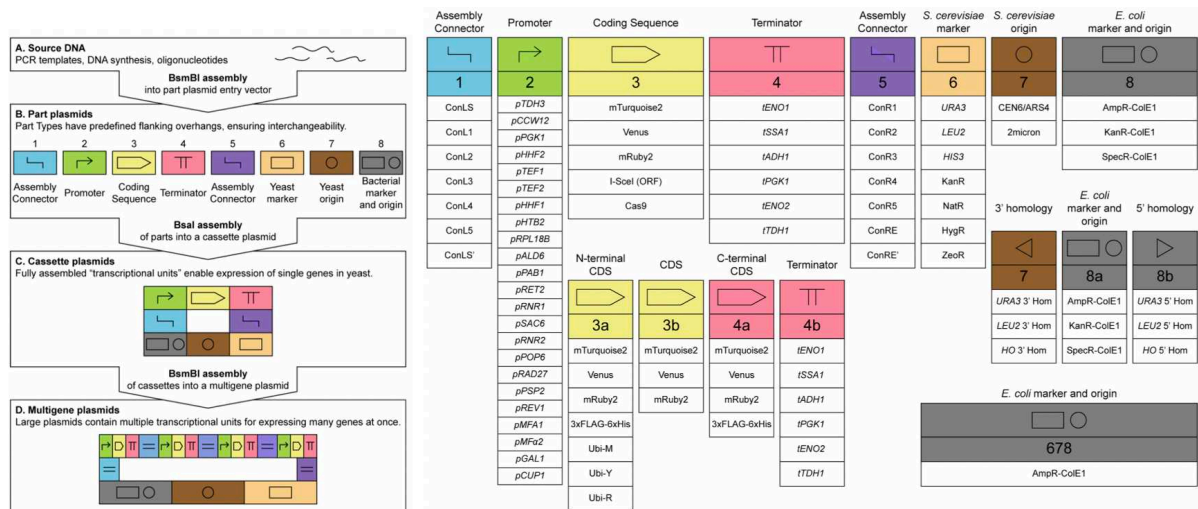 A. Source DNA
PCR templates, DNA synthesis, oligonucleotides
BsmBI assembly
into part plasmid entry vector
B. Part plasmids
Part Types have predefined flanking overhangs, ensuring interchangeability.
1 2 3 4 5 6 7 8
Assembly Connector
Promoter
Coding Sequence
Terminator
Assembly Connector
Yeast marker
Yeast origin
Bacterial marker and origin
BsaI assembly
of parts into a cassette plasmid
C. Cassette plasmids
Fully assembled “transcriptional units” enable expression of single genes in yeast.
BsmBI assembly
of cassettes into a multigene plasmid
D. Multigene plasmids
Large plasmids contain multiple transcriptional units for expressing many genes at once.
Assembly Connector
1
ConLS
ConL1
ConL2
ConL3
ConL4
ConL5
ConLS'
Promoter
2
pTDH3
pCCW12
pPGK1
pHHF2
pTEF1
pTEF2
pHHF1
pHTB2
pRPL18B
pALD6
pPAB1
pRET2
pRNR1
pSAC6
pRNR2
pPOP6
pRAD27
pPSP2
pREV1
pMFA1
pMFα2
pGAL1
pCUP1
Coding Sequence
3
mTurquoise2
Venus
mRuby2
I-SceI (ORF)
Cas9
Terminator
4
tENO1
tSSA1
tADH1
tPGK1
tENO2
tTDH1
Assembly Connector
5
ConR1
ConR2
ConR3
ConR4
ConR5
ConRE
ConRE'
S. cerevisiae marker
6
URA3
LEU2
HIS3
KanR
NatR
HygR
ZeoR
S. cerevisiae origin
7
CEN6/ARS4
2micron
E. coli marker and origin
8
AmpR-ColE1
KanR-ColE1
SpecR-ColE1
N-terminal CDS
3a
mTurquoise2
Venus
mRuby2
3xFLAG-6xHis
Ubi-M
Ubi-Y
Ubi-R
CDS
3b
mTurquoise2
Venus
mRuby2
C-terminal CDS
4a
mTurquoise2
Venus
mRuby2
3xFLAG-6xHis
Terminator
4b
tENO1
tSSA1
tADH1
tPGK1
tENO2
tTDH1
3' homology
7
URA3 3' Hom
LEU2 3' Hom
HO 3' Hom
E. coli marker and origin
8a
AmpR-ColE1
KanR-ColE1
SpecR-ColE1
5' homology
8b
URA3 5' Hom
LEU2 5' Hom
HO 5' Hom
E. coli marker and origin
678
AmpR-ColE1